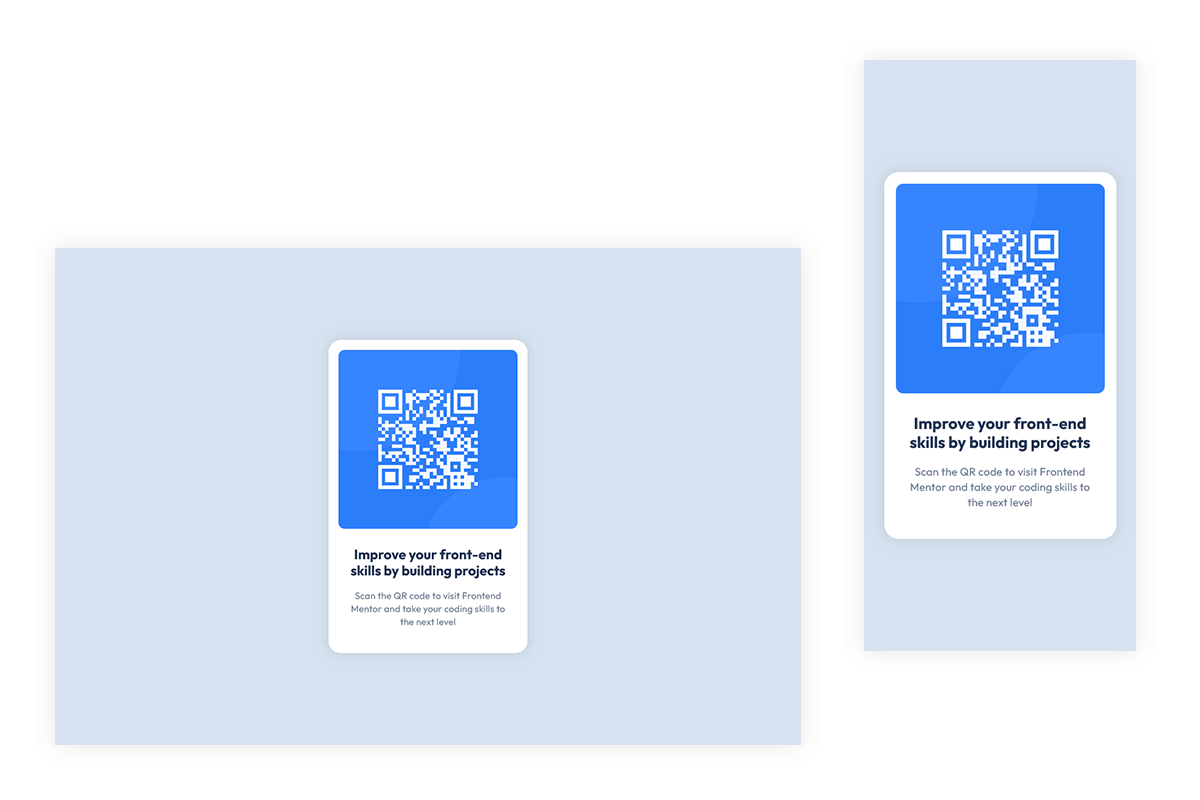 Improve your front-end
skills by building projects
Scan the QR code to visit Frontend
Mentor and take your coding skills to
the next level
Improve your front-end
skills by building projects
Scan the QR code to visit Frontend
Mentor and take your coding skills to
the next level